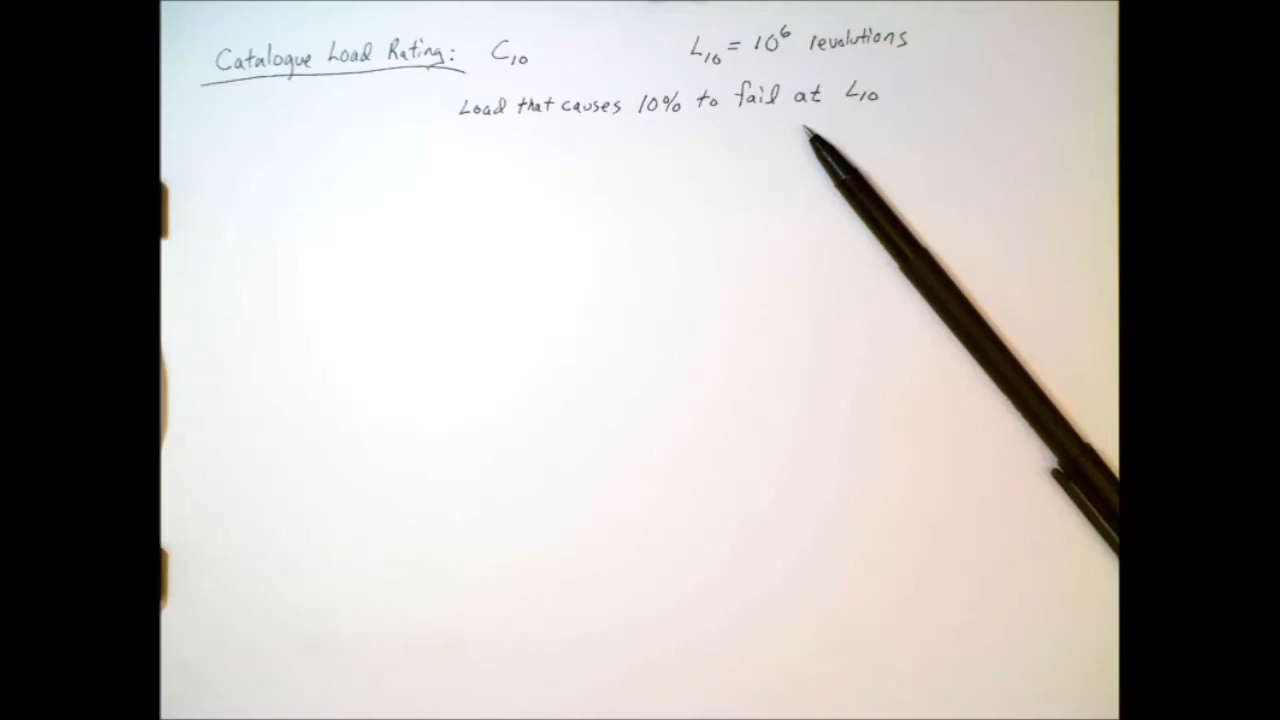 Catalogue Load Rating: C₁₀ L₁₀ = 10⁶ revolutions
Load that causes 10% to fail at L₁₀